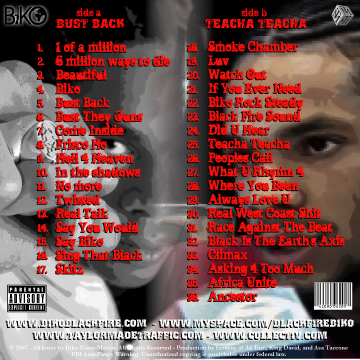 BiKO
side a
BUST BACK
side b
TEACHA TEACHA
1. 1 of a million
2. 6 million ways to die
3. Beautiful
4. Biko
5. Bust Back
6. Bust They Guns
7. Come Inside
8. Frisco Ho
9. Hell 4 Heaven
10. In the shadows
11. No more
12. Twisted
13. Real Talk
14. Say You Would
15. Say Biko
16. Sing That Black
17. Skitz
18. Smoke Chamber
19. Luv
20. Watch Out
21. If You Ever Need
22. Biko Rock Steady
23. Black Fire Sound
24. Did U Hear
25. Teacha Teacha
26. Peoples Call
27. What U Rhymn 4
28. Where You Been
29. Always Love U
30. Real West Coast Shit
31. Race Against The Beat
32. Black Is The Earth's Axis
33. Climax
34. Asking 4 Too Much
35. Africa Unite
36. Ancestor
PARENTAL
ADVISORY
EXPLICIT CONTENT
WWW.BIKOBLACKFIRE.COM - WWW.MYSPACE/BLACKFIREBIKO
WWW.TAYLORMADETRAFFIC.COM - WWW.COLLECTIV.COM